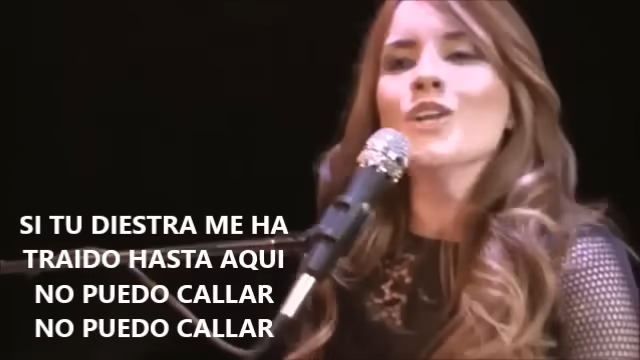 SI TU DIESTRA ME HA
TRAIDO HASTA AQUI
NO PUEDO CALLAR
NO PUEDO CALLAR